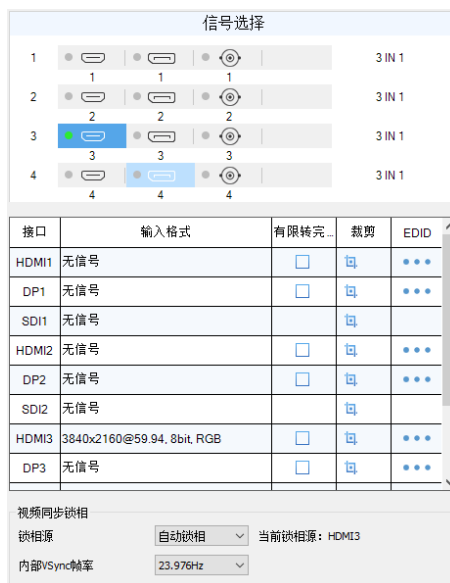 信号选择
1 3 IN 1
1 1 1
2 3 IN 1
2 2 2
3 3 IN 1
3 3 3
4 3 IN 1
4 4 4
接口 输入格式 有限转完... 裁剪 EDID
HDMI1 无信号
DP1 无信号
SDI1 无信号
HDMI2 无信号
DP2 无信号
SDI2 无信号
HDMI3 3840x2160@59.94, 8bit, RGB
DP3 无信号
视频同步锁相
锁相源 自动锁相 当前锁相源：HDMI3
内部VSync帧率 23.976Hz